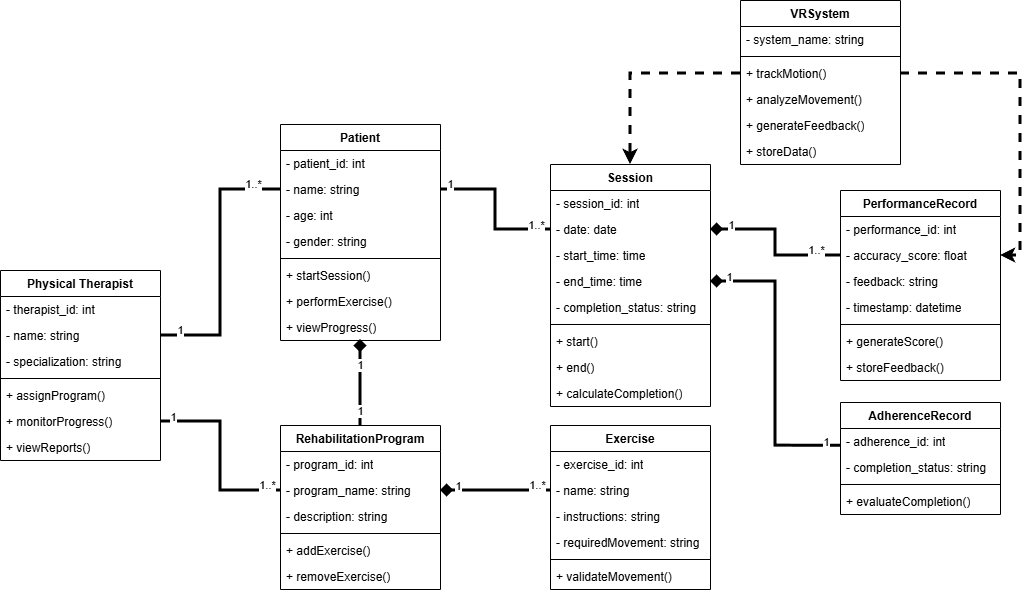 VRSystem
- system_name: string
+ trackMotion()
+ analyzeMovement()
+ generateFeedback()
+ storeData()
Patient
- patient_id: int
- name: string
- age: int
- gender: string
+ startSession()
+ performExercise()
+ viewProgress()
1..*
1
1
1..*
Session
- session_id: int
- date: date
- start_time: time
- end_time: time
- completion_status: string
+ start()
+ end()
+ calculateCompletion()
1
1..*
1
1
PerformanceRecord
- performance_id: int
- accuracy_score: float
- feedback: string
- timestamp: datetime
+ generateScore()
+ storeFeedback()
Physical Therapist
- therapist_id: int
- name: string
- specialization: string
+ assignProgram()
+ monitorProgress()
+ viewReports()
1
1
1
1..*
RehabilitationProgram
- program_id: int
- program_name: string
- description: string
+ addExercise()
+ removeExercise()
1
1..*
Exercise
- exercise_id: int
- name: string
- instructions: string
- requiredMovement: string
+ validateMovement()
AdherenceRecord
- adherence_id: int
- completion_status: string
+ evaluateCompletion()